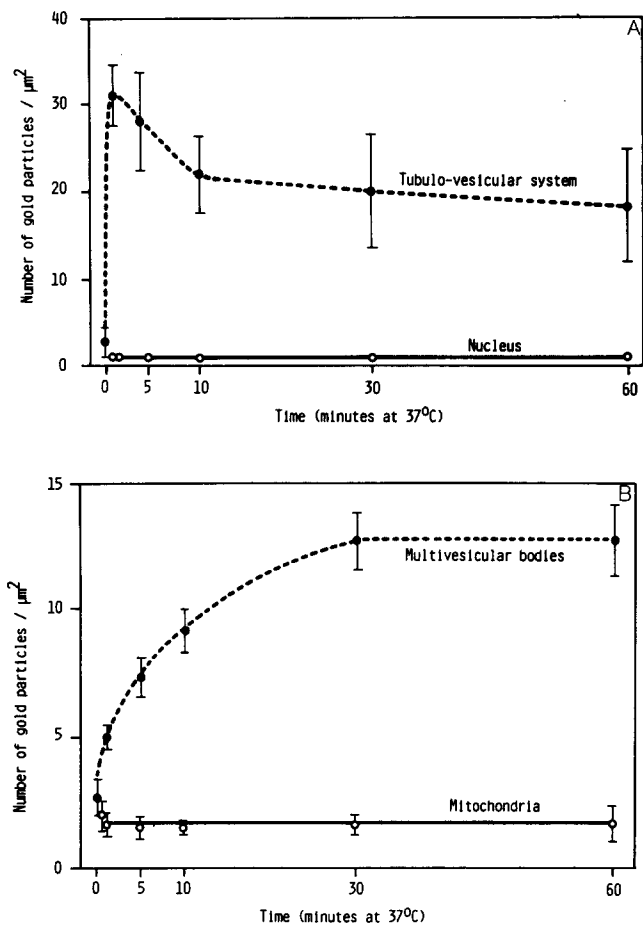 A
40
30
20
10
0
Number of gold particles / μm²
Tubulo-vesicular system
Nucleus
0 5 10 30 60
Time (minutes at 37⁰C)
B
15
10
5
0
Number of gold particles / μm²
Multivesicular bodies
Mitochondria
0 5 10 30 60
Time (minutes at 37⁰C)